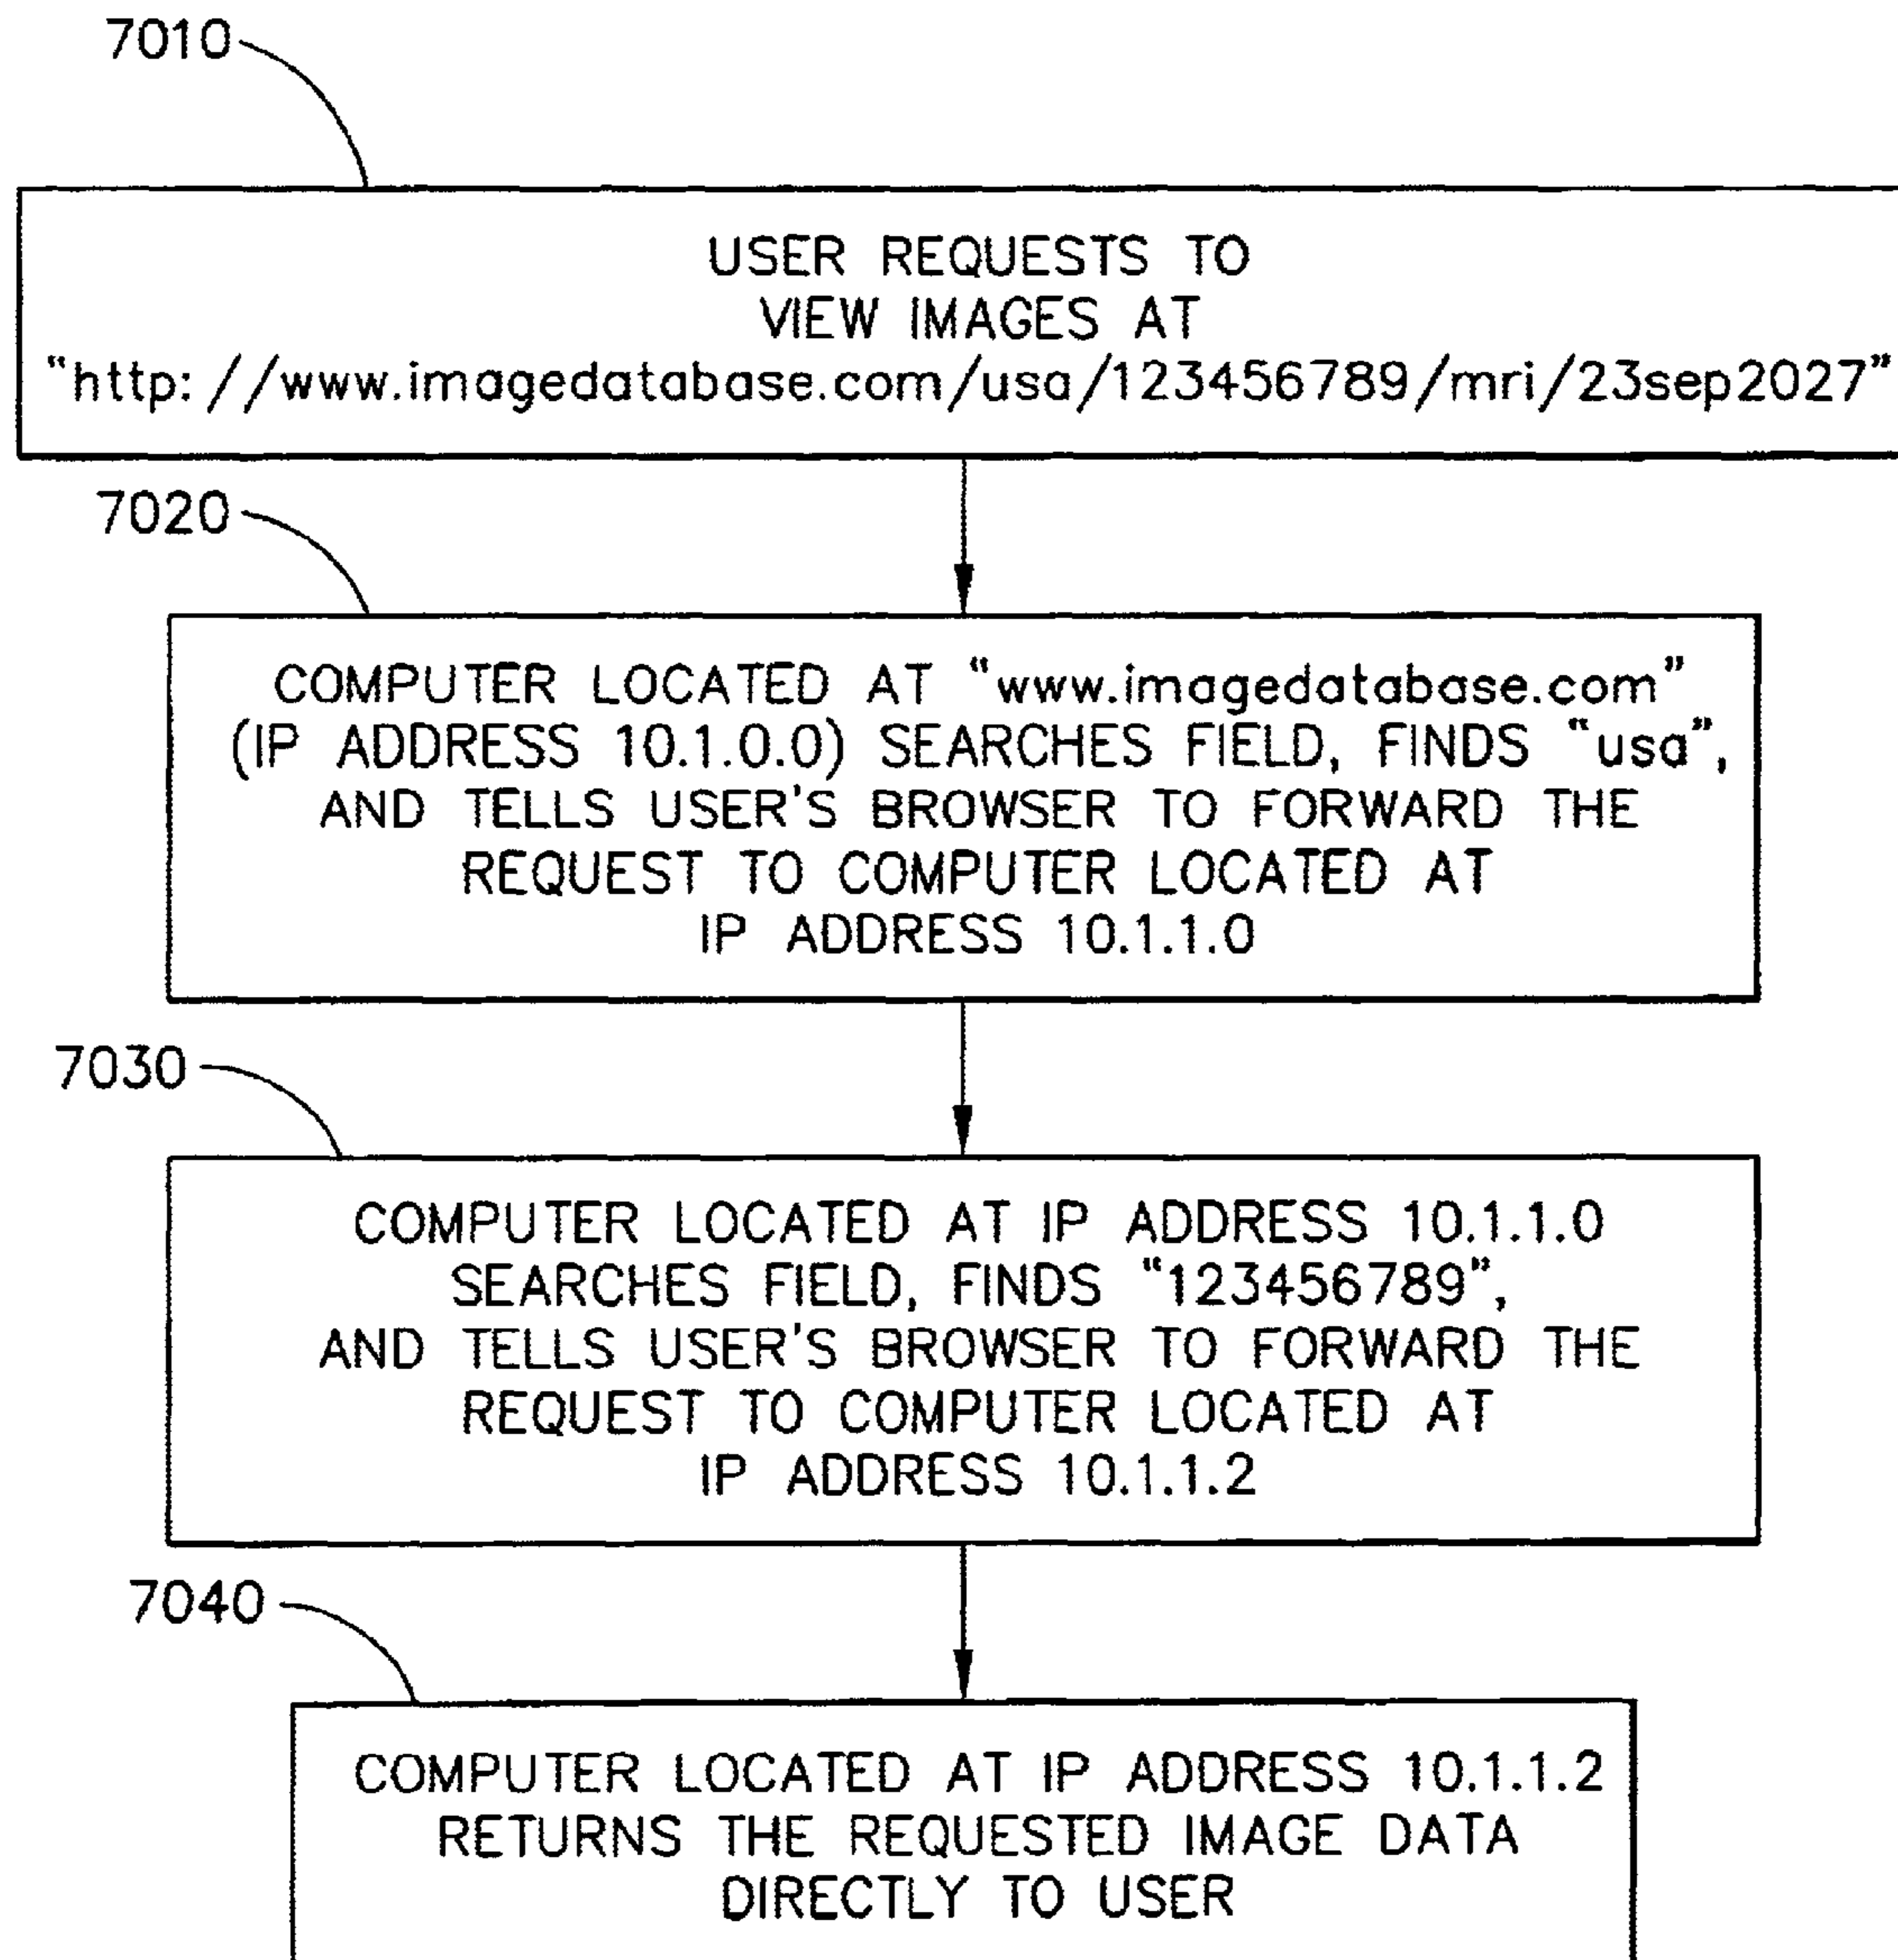 7010
USER REQUESTS TO
VIEW IMAGES AT
“http://www.imagedatabase.com/usa/123456789/mri/23sep2027”
7020
COMPUTER LOCATED AT “www.imagedatabase.com”
(IP ADDRESS 10.1.0.0) SEARCHES FIELD, FINDS “usa”,
AND TELLS USER'S BROWSER TO FORWARD THE
REQUEST TO COMPUTER LOCATED AT
IP ADDRESS 10.1.1.0
7030
COMPUTER LOCATED AT IP ADDRESS 10.1.1.0
SEARCHES FIELD, FINDS “123456789”,
AND TELLS USER'S BROWSER TO FORWARD THE
REQUEST TO COMPUTER LOCATED AT
IP ADDRESS 10.1.1.2
7040
COMPUTER LOCATED AT IP ADDRESS 10.1.1.2
RETURNS THE REQUESTED IMAGE DATA
DIRECTLY TO USER